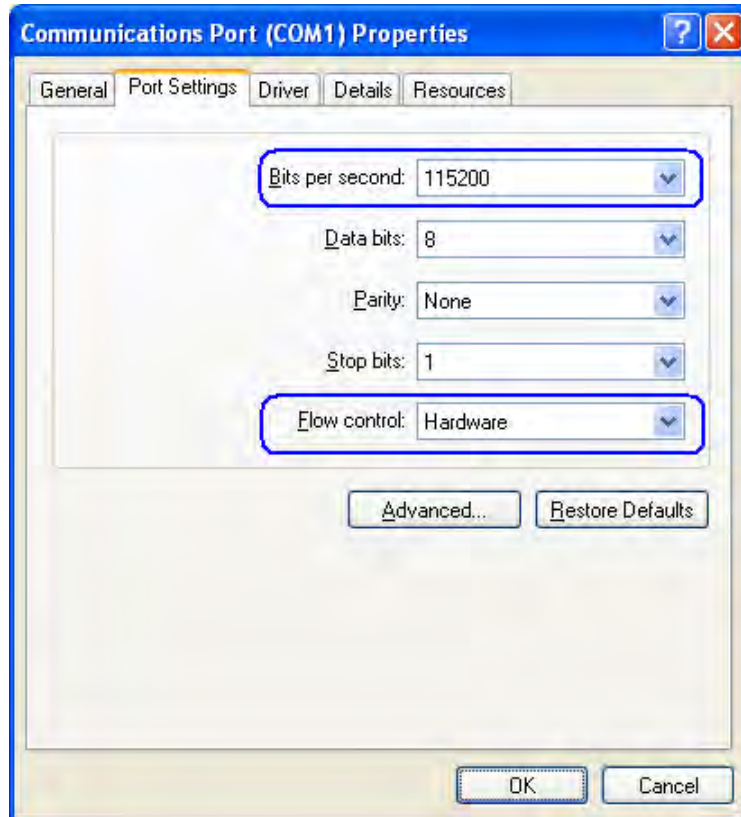 Communications Port (COM1) Properties
General Port Settings Driver Details Resources
Bits per second: 115200
Data bits: 8
Parity: None
Stop bits: 1
Flow control: Hardware
Advanced... Restore Defaults
OK Cancel